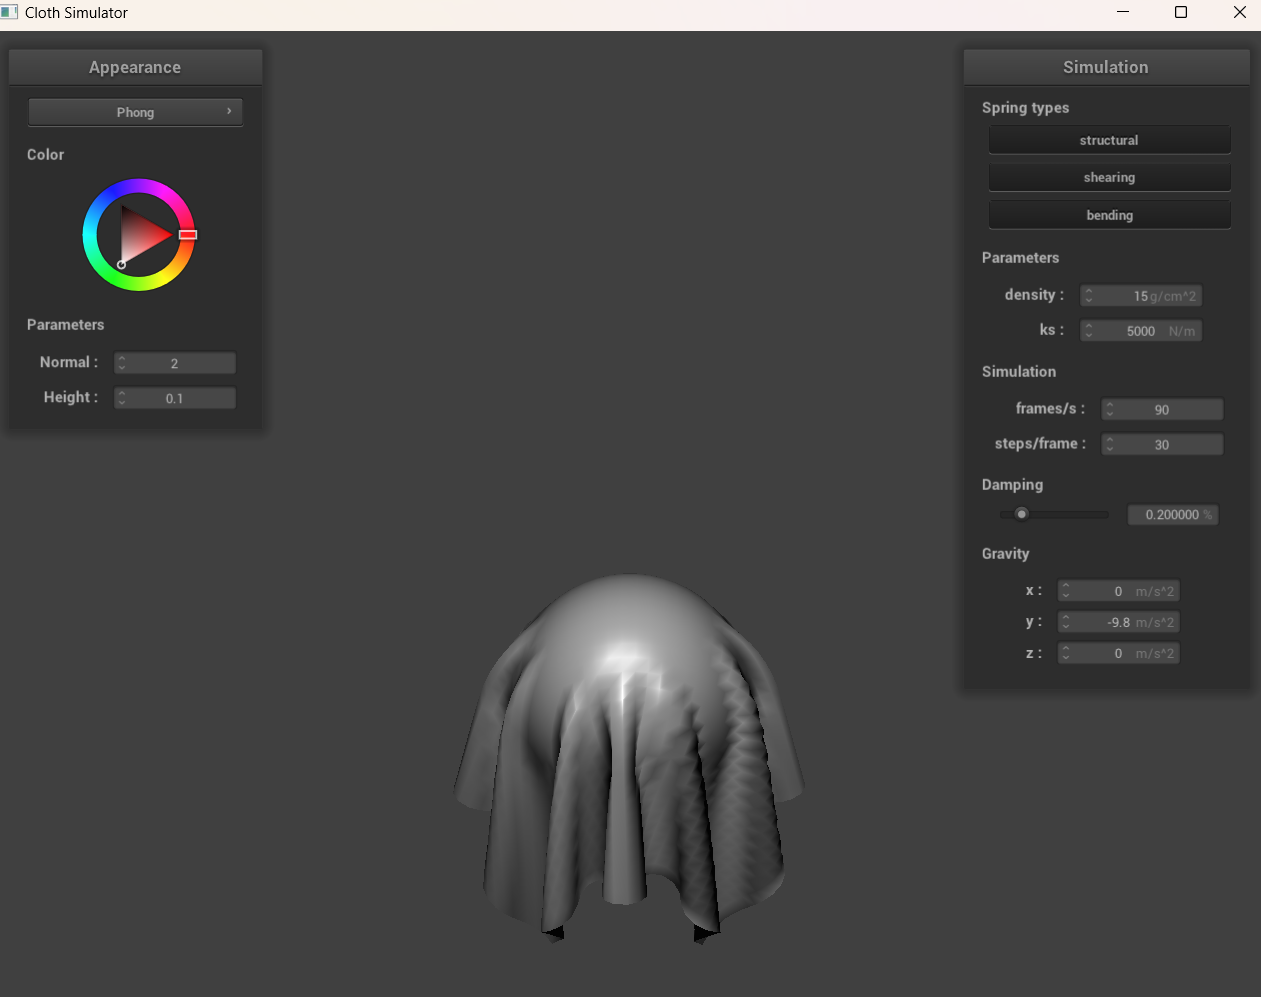 Cloth Simulator
Appearance
Phong
Color
Parameters
Normal : 2
Height : 0.1
Simulation
Spring types
structural
shearing
bending
Parameters
density : 15 g/cm^2
ks : 5000 N/m
Simulation
frames/s : 90
steps/frame : 30
Damping
0.200000 %
Gravity
x : 0 m/s^2
y : -9.8 m/s^2
z : 0 m/s^2